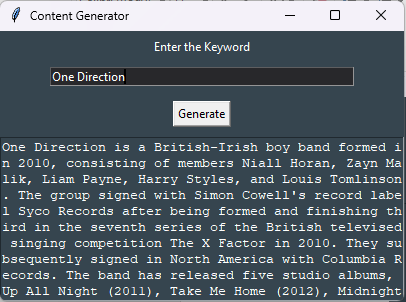 Content Generator
Enter the Keyword
One Direction
Generate
One Direction is a British-Irish boy band formed i
n 2010, consisting of members Niall Horan, Zayn Ma
lik, Liam Payne, Harry Styles, and Louis Tomlinson
. The group signed with Simon Cowell's record labe
l Syco Records after being formed and finishing th
ird in the seventh series of the British televised
 singing competition The X Factor in 2010. They su
bsequently signed in North America with Columbia R
ecords. The band has released five studio albums,
Up All Night (2011), Take Me Home (2012), Midnight